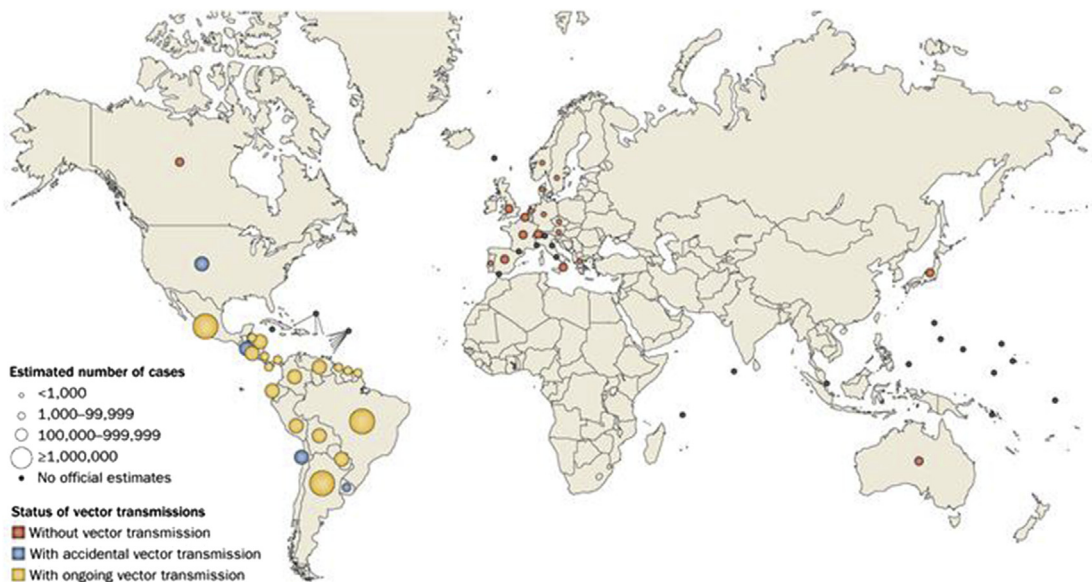 Estimated number of cases
<1,000
1,000–99,999
100,000–999,999
≥1,000,000
No official estimates
Status of vector transmissions
Without vector transmission
With accidental vector transmission
With ongoing vector transmission